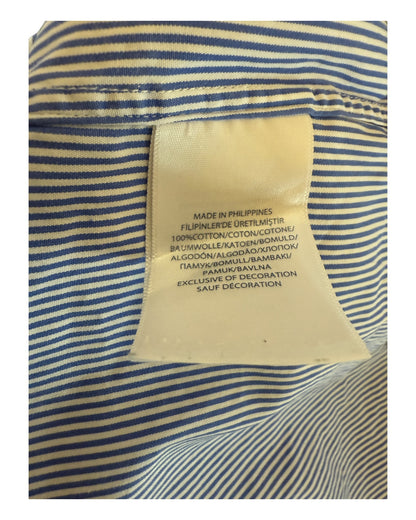 MADE IN PHILIPPINES
FİLİPİNLER'DE ÜRETİLMİŞTİR
100%COTTON/COTON/COTONE/
BAUMWOLLE/KATOEN/BOMULD/
ALGODÓN/ALGODÃO/ХЛОПОК/
ПАМУК/BOMULL/BAMBAKI/
PAMUK/BAVLNA
EXCLUSIVE OF DECORATION
SAUF DÉCORATION